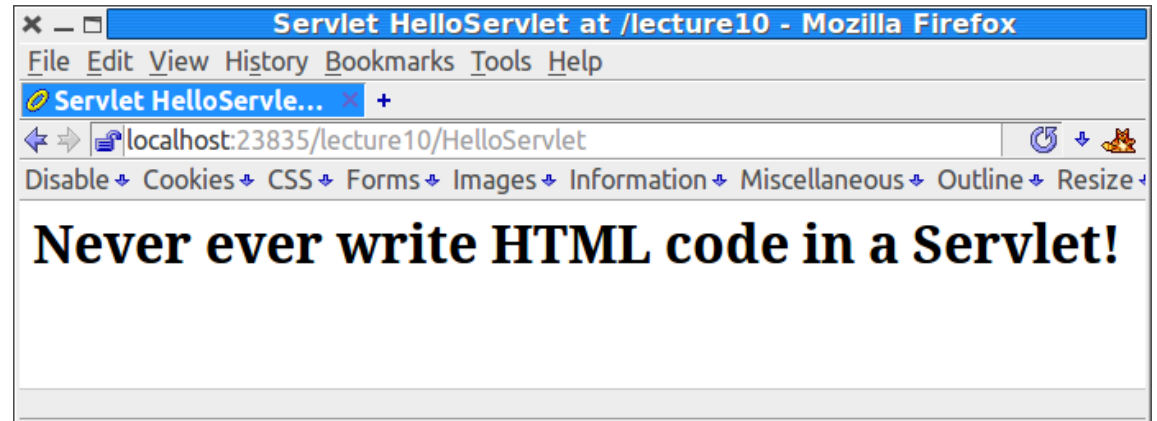 Servlet HelloServlet at /lecture10 - Mozilla Firefox
File Edit View History Bookmarks Tools Help
Servlet HelloServle... × +
localhost:23835/lecture10/HelloServlet
Disable Cookies CSS Forms Images Information Miscellaneous Outline Resize
Never ever write HTML code in a Servlet!